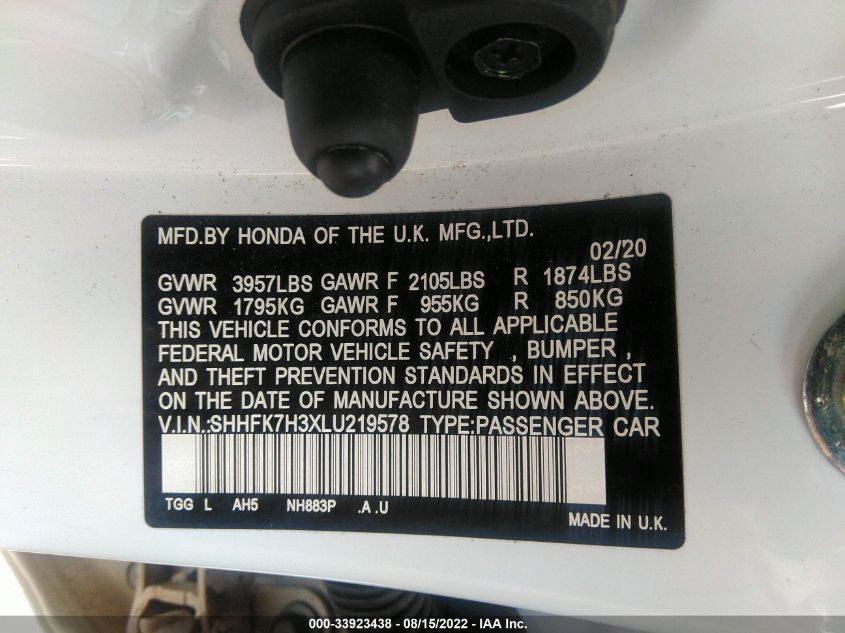 MFD.BY HONDA OF THE U.K. MFG.,LTD.
02/20
GVWR 3957LBS GAWR F 2105LBS R 1874LBS
GVWR 1795KG GAWR F 955KG R 850KG
THIS VEHICLE CONFORMS TO ALL APPLICABLE
FEDERAL MOTOR VEHICLE SAFETY , BUMPER ,
AND THEFT PREVENTION STANDARDS IN EFFECT
ON THE DATE OF MANUFACTURE SHOWN ABOVE.
V.I.N.:SHHFK7H3XLU219578 TYPE:PASSENGER CAR
TGG L AH5 NH883P .A .U
MADE IN U.K.
000-33923438 - 08/15/2022 - IAA Inc.